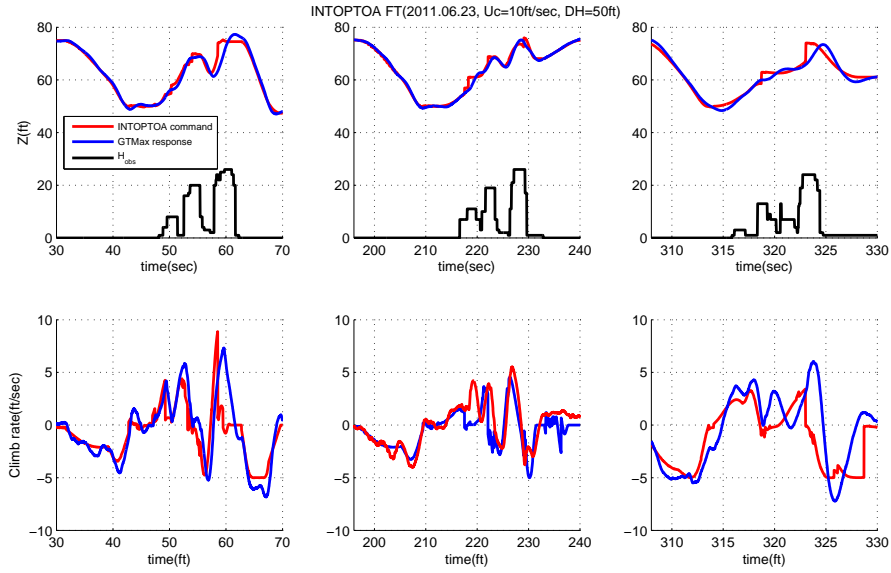 INTOPTOA FT(2011.06.23, Uc=10ft/sec, DH=50ft)
Z(ft)
80
60
40
20
0
30 40 50 60 70
time(sec)
INTOPTOA command
GTMax response
H_obs
80
60
40
20
0
200 210 220 230 240
time(sec)
80
60
40
20
0
310 315 320 325 330
time(sec)
Climb rate(ft/sec)
10
5
0
−5
−10
30 40 50 60 70
time(ft)
10
5
0
−5
−10
200 210 220 230 240
time(ft)
10
5
0
−5
−10
310 315 320 325 330
time(ft)